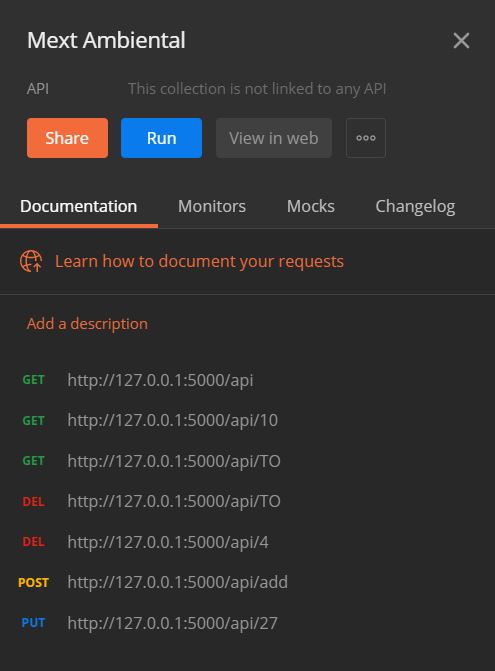 Mext Ambiental
API This collection is not linked to any API
Share Run View in web
Documentation Monitors Mocks Changelog
Learn how to document your requests
Add a description
GET http://127.0.0.1:5000/api
GET http://127.0.0.1:5000/api/10
GET http://127.0.0.1:5000/api/TO
DEL http://127.0.0.1:5000/api/TO
DEL http://127.0.0.1:5000/api/4
POST http://127.0.0.1:5000/api/add
PUT http://127.0.0.1:5000/api/27